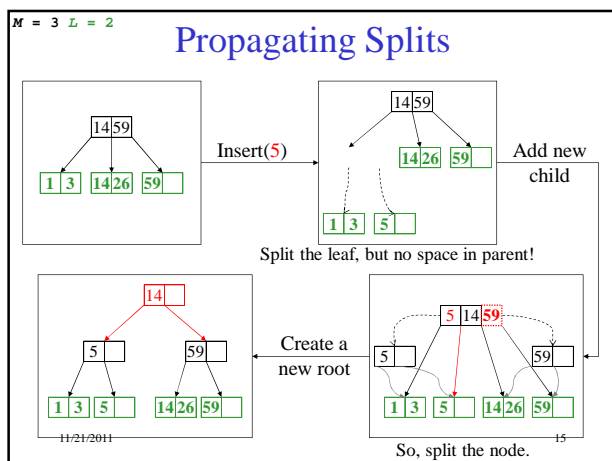 M = 3 L = 2
Propagating Splits
14 59
1 3 14 26 59
Insert(5)
14 59
14 26 59
1 3 5
Split the leaf, but no space in parent!
Add new
child
5 14 59
5 59
1 3 5 14 26 59
So, split the node.
Create a
new root
14
5 59
1 3 5 14 26 59
11/21/2011
15